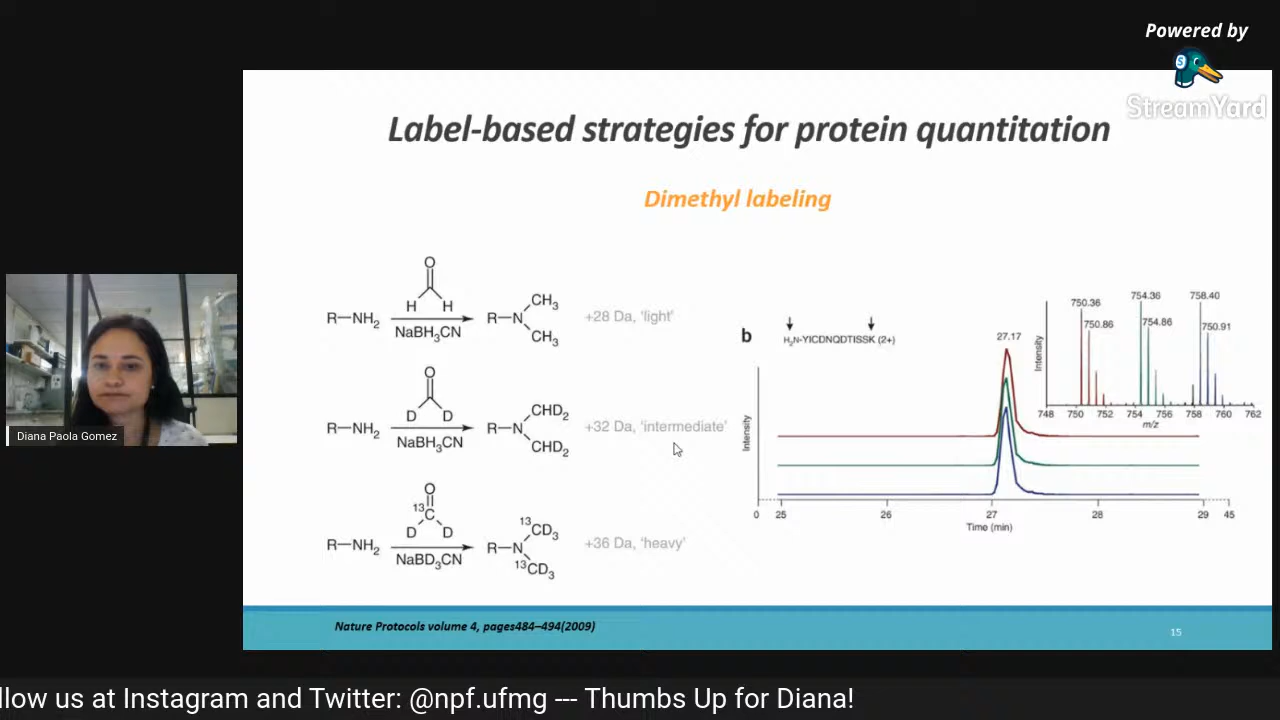 Powered by
StreamYard
Label-based strategies for protein quantitation
Dimethyl labeling
O
H H
R—NH2
NaBH3CN
R—N
CH3
CH3
+28 Da, ‘light’
O
D D
R—NH2
NaBH3CN
R—N
CHD2
CHD2
+32 Da, ‘intermediate’
O
13C
D D
R—NH2
NaBD3CN
R—N
13CD3
13CD3
+36 Da, ‘heavy’
b
H2N-YICDNQDTISSK (2+)
Intensity
27.17
0 25 26 27 28 29 45
Time (min)
Intensity
750.36
750.86
754.36
754.86
758.40
750.91
748 750 752 754 756 758 760 762
m/z
Nature Protocols volume 4, pages484–494(2009)
15
Diana Paola Gomez
llow us at Instagram and Twitter: @npf.ufmg --- Thumbs Up for Diana!